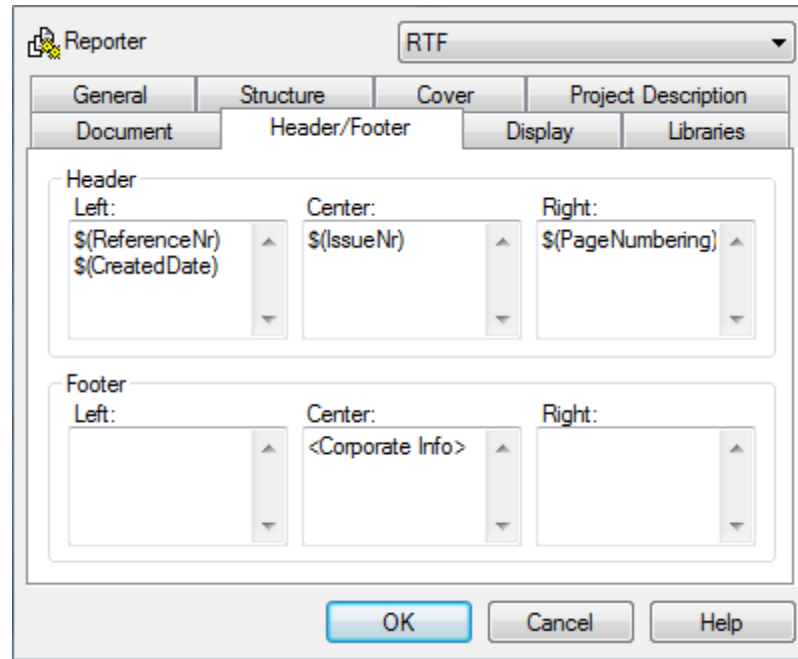 Reporter RTF
General Structure Cover Project Description
Document Header/Footer Display Libraries
Header
Left: Center: Right:
$(ReferenceNr) $(IssueNr) $(PageNumbering)
$(CreatedDate)
Footer
Left: Center: Right:
<Corporate Info>
OK Cancel Help